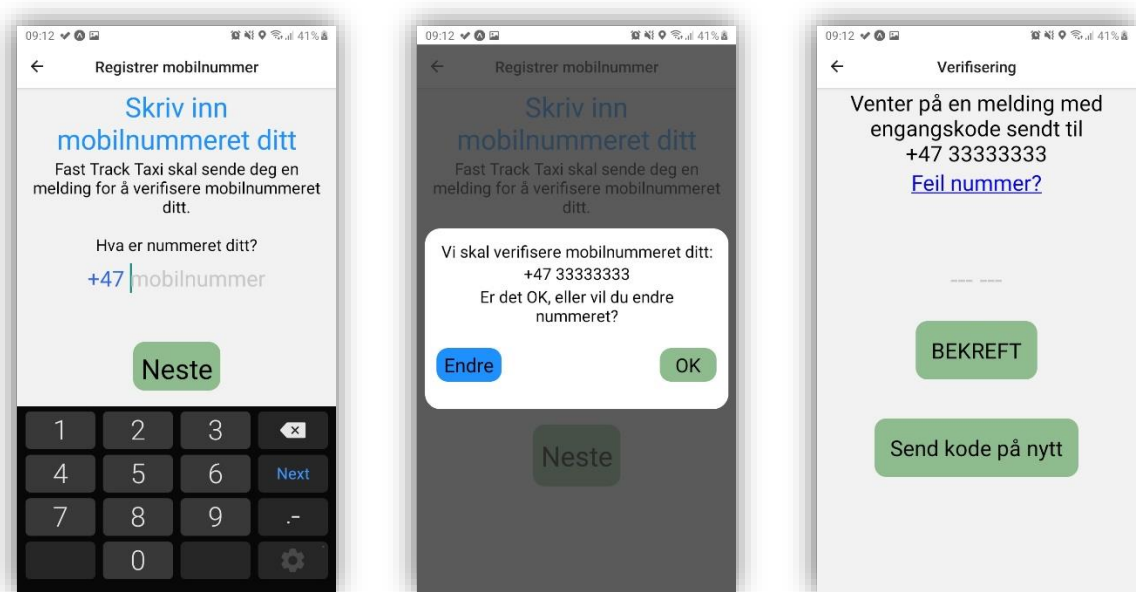 09:12
41%
Registrer mobilnummer
Skriv inn
mobilnummeret ditt
Fast Track Taxi skal sende deg en
melding for å verifisere mobilnummeret
ditt.
Hva er nummeret ditt?
+47 mobilnummer
Neste
1 2 3
4 5 6 Next
7 8 9 .-
0
09:12
41%
Registrer mobilnummer
Skriv inn
mobilnummeret ditt
Fast Track Taxi skal sende deg en
melding for å verifisere mobilnummeret
ditt.
Vi skal verifisere mobilnummeret ditt:
+47 33333333
Er det OK, eller vil du endre
nummeret?
Endre OK
Neste
09:12
41%
Verifisering
Venter på en melding med
engangskode sendt til
+47 33333333
Feil nummer?
--- ---
BEKREFT
Send kode på nytt